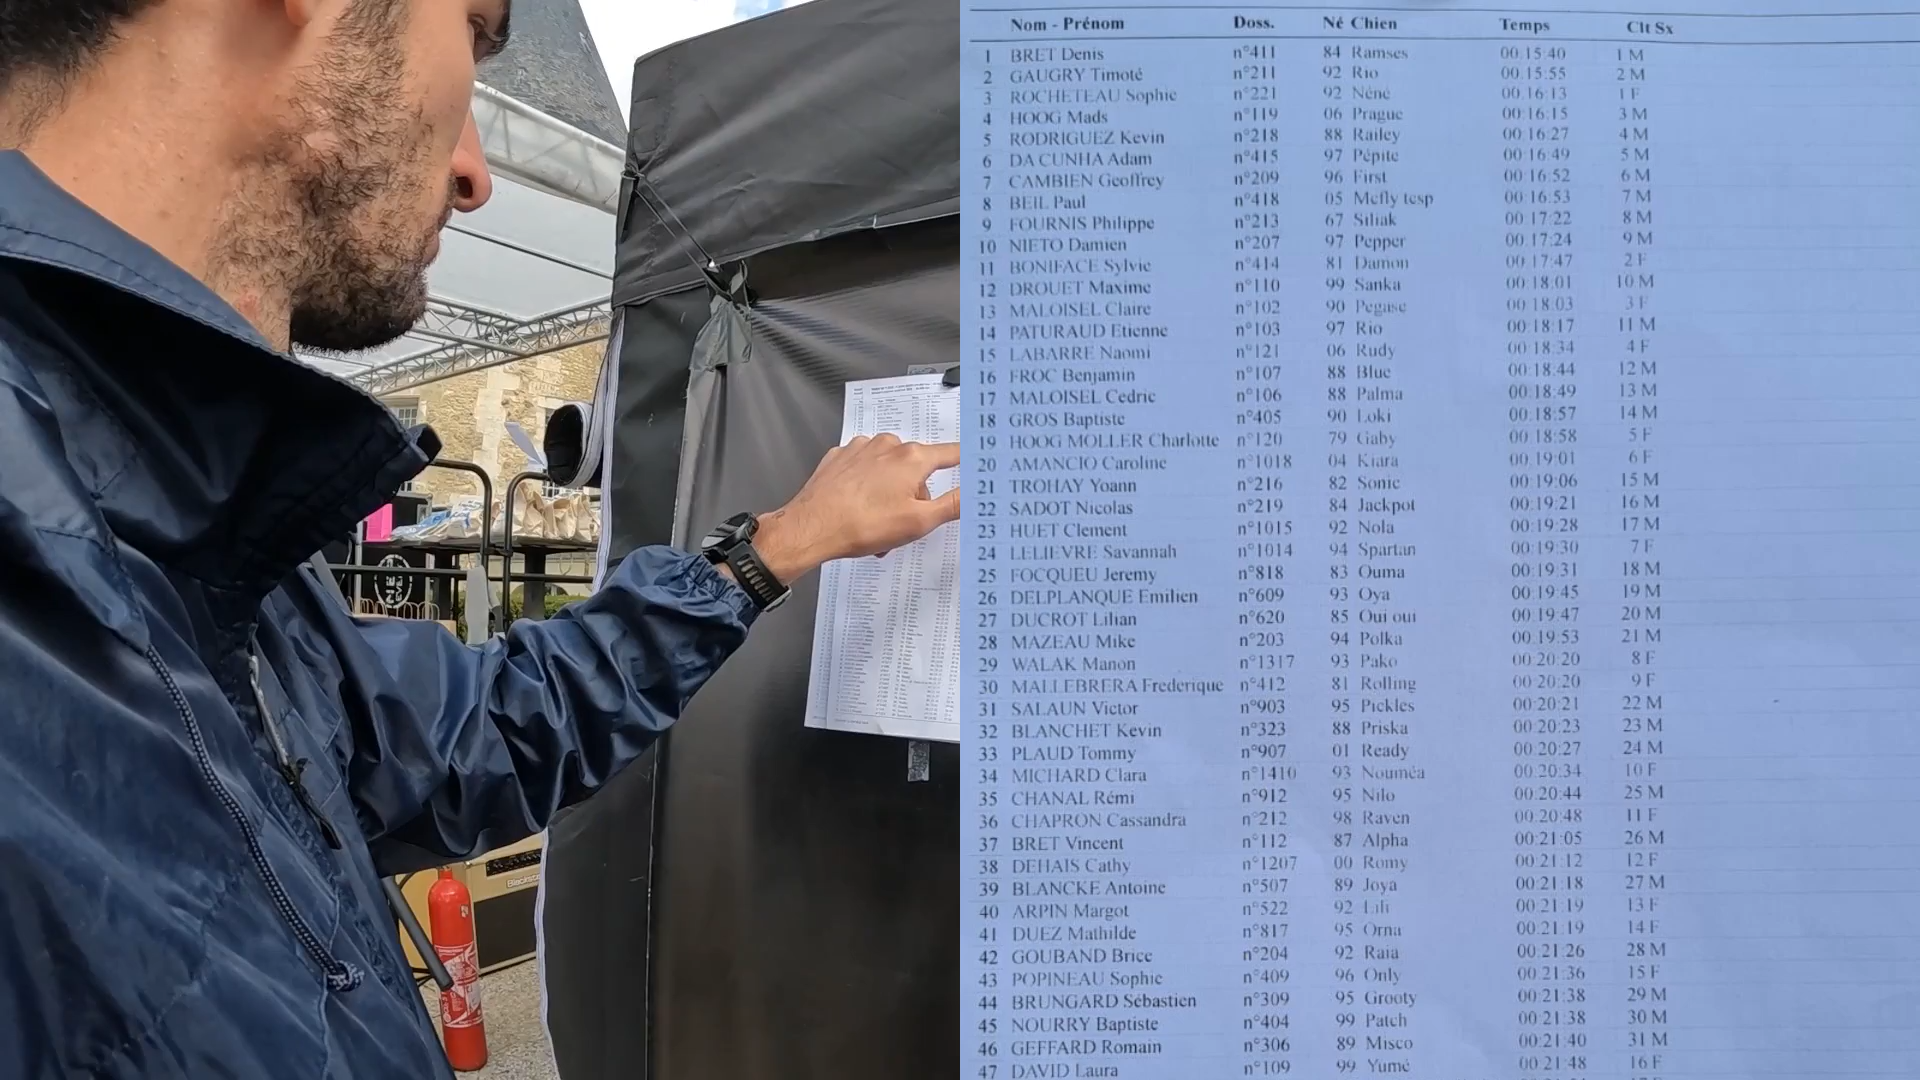 Nom - Prénom Doss. Né Chien Temps Clt Sx
1 BRET Denis n°411 84 Ramses 00:15:40 1 M
2 GAUGRY Timoté n°211 92 Rio 00:15:55 2 M
3 ROCHETEAU Sophie n°221 92 Néné 00:16:13 1 F
4 HOOG Mads n°119 06 Prague 00:16:15 3 M
5 RODRIGUEZ Kevin n°218 88 Railey 00:16:27 4 M
6 DA CUNHA Adam n°415 97 Pépite 00:16:49 5 M
7 CAMBIEN Geoffrey n°209 96 First 00:16:52 6 M
8 BEIL Paul n°418 05 Mcfly tcsp 00:16:53 7 M
9 FOURNIS Philippe n°213 67 Siliak 00:17:22 8 M
10 NIETO Damien n°207 97 Pepper 00:17:24 9 M
11 BONIFACE Sylvie n°414 81 Damon 00:17:47 2 F
12 DROUET Maxime n°110 99 Sanka 00:18:01 10 M
13 MALOISEL Claire n°102 90 Pegase 00:18:03 3 F
14 PATURAUD Etienne n°103 97 Rio 00:18:17 11 M
15 LABARRE Naomi n°121 06 Rudy 00:18:34 4 F
16 FROC Benjamin n°107 88 Blue 00:18:44 12 M
17 MALOISEL Cedric n°106 88 Palma 00:18:49 13 M
18 GROS Baptiste n°405 90 Loki 00:18:57 14 M
19 HOOG MOLLER Charlotte n°120 79 Gaby 00:18:58 5 F
20 AMANCIO Caroline n°1018 04 Kiara 00:19:01 6 F
21 TROHAY Yoann n°216 82 Sonic 00:19:06 15 M
22 SADOT Nicolas n°219 84 Jackpot 00:19:21 16 M
23 HUET Clement n°1015 92 Nola 00:19:28 17 M
24 LELIEVRE Savannah n°1014 94 Spartan 00:19:30 7 F
25 FOCQUEU Jeremy n°818 83 Ouma 00:19:31 18 M
26 DELPLANQUE Emilien n°609 93 Oya 00:19:45 19 M
27 DUCROT Lilian n°620 85 Oui oui 00:19:47 20 M
28 MAZEAU Mike n°203 94 Polka 00:19:53 21 M
29 WALAK Manon n°1317 93 Pako 00:20:20 8 F
30 MALLEBRERA Frederique n°412 81 Rolling 00:20:20 9 F
31 SALAUN Victor n°903 95 Pickles 00:20:21 22 M
32 BLANCHET Kevin n°323 88 Priska 00:20:23 23 M
33 PLAUD Tommy n°907 01 Ready 00:20:27 24 M
34 MICHARD Clara n°1410 93 Nouméa 00:20:34 10 F
35 CHANAL Rémi n°912 95 Nilo 00:20:44 25 M
36 CHAPRON Cassandra n°212 98 Raven 00:20:48 11 F
37 BRET Vincent n°112 87 Alpha 00:21:05 26 M
38 DEHAIS Cathy n°1207 00 Romy 00:21:12 12 F
39 BLANCKE Antoine n°507 89 Joya 00:21:18 27 M
40 ARPIN Margot n°522 92 Lili 00:21:19 13 F
41 DUEZ Mathilde n°817 95 Orna 00:21:19 14 F
42 GOUBAND Brice n°204 92 Raia 00:21:26 28 M
43 POPINEAU Sophie n°409 96 Only 00:21:36 15 F
44 BRUNGARD Sébastien n°309 95 Grooty 00:21:38 29 M
45 NOURRY Baptiste n°404 99 Patch 00:21:38 30 M
46 GEFFARD Romain n°306 89 Misco 00:21:40 31 M
47 DAVID Laura n°109 99 Yumé 00:21:48 16 F